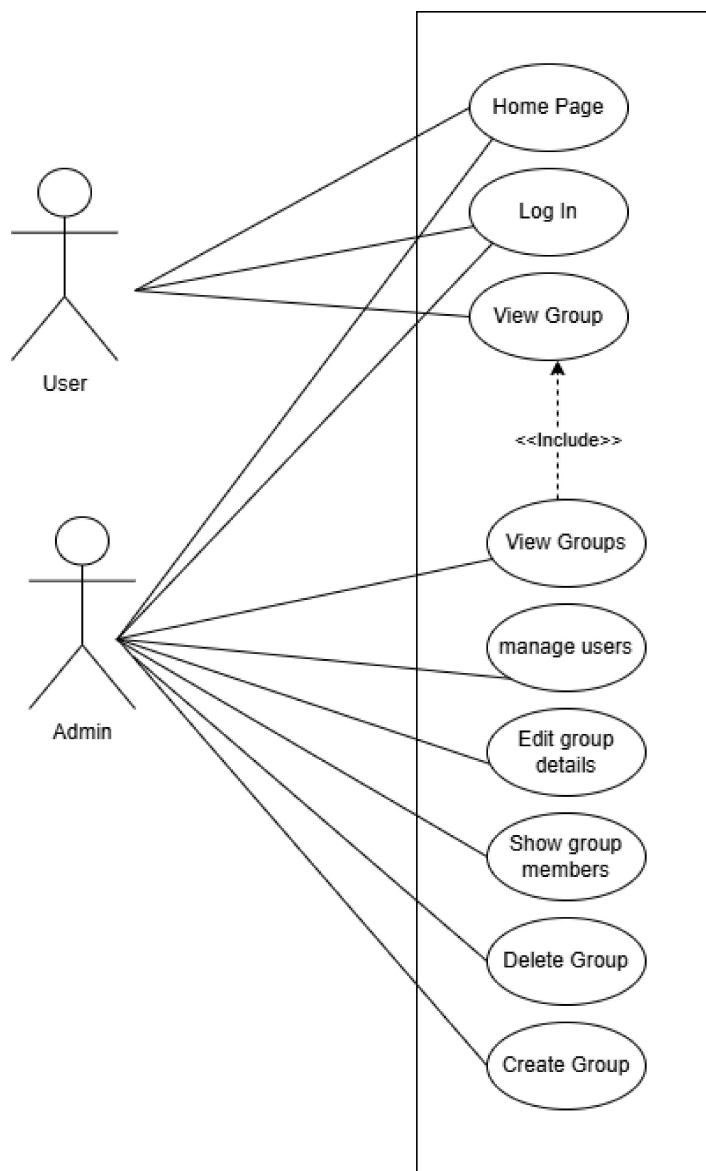 Home Page
Log In
View Group
User
<<Include>>
View Groups
manage users
Admin
Edit group
details
Show group
members
Delete Group
Create Group